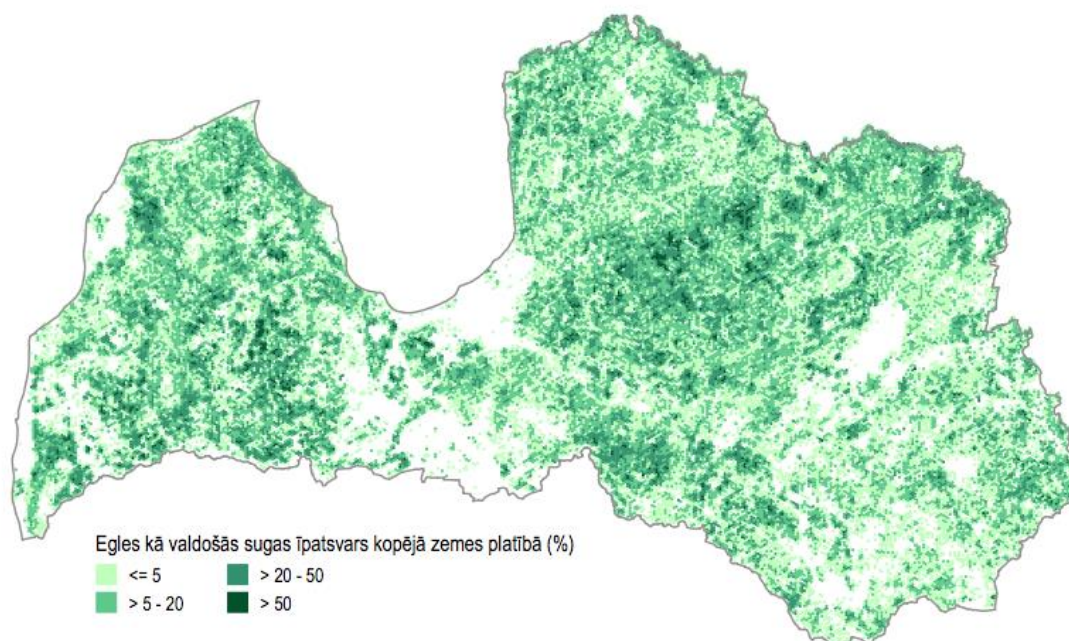 Egles kā valdošās sugas īpatsvars kopējā zemes platībā (%)
<= 5
> 20 - 50
> 5 - 20
> 50